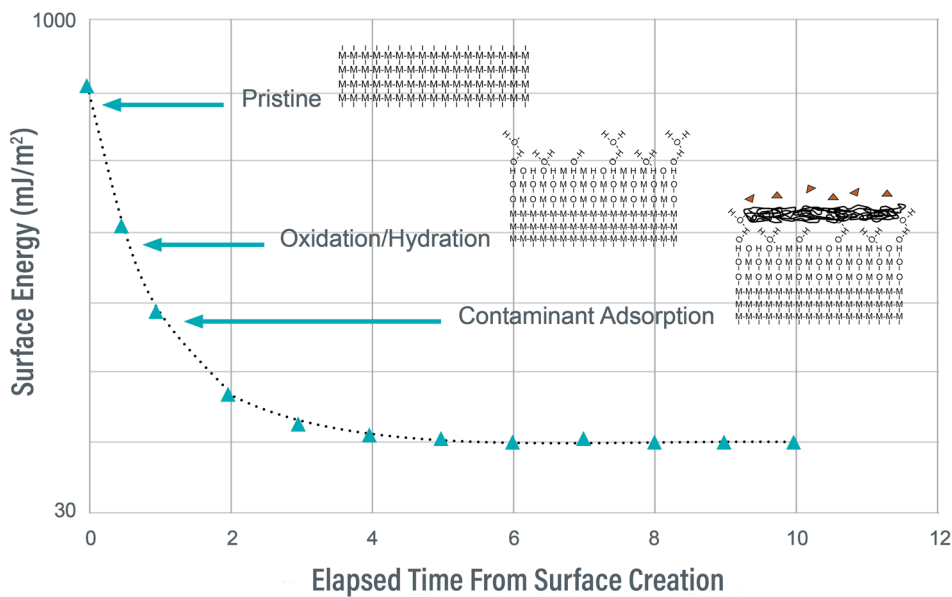 1000
Pristine
Oxidation/Hydration
Contaminant Adsorption
Surface Energy (mJ/m²)
30
0 2 4 6 8 10 12
Elapsed Time From Surface Creation